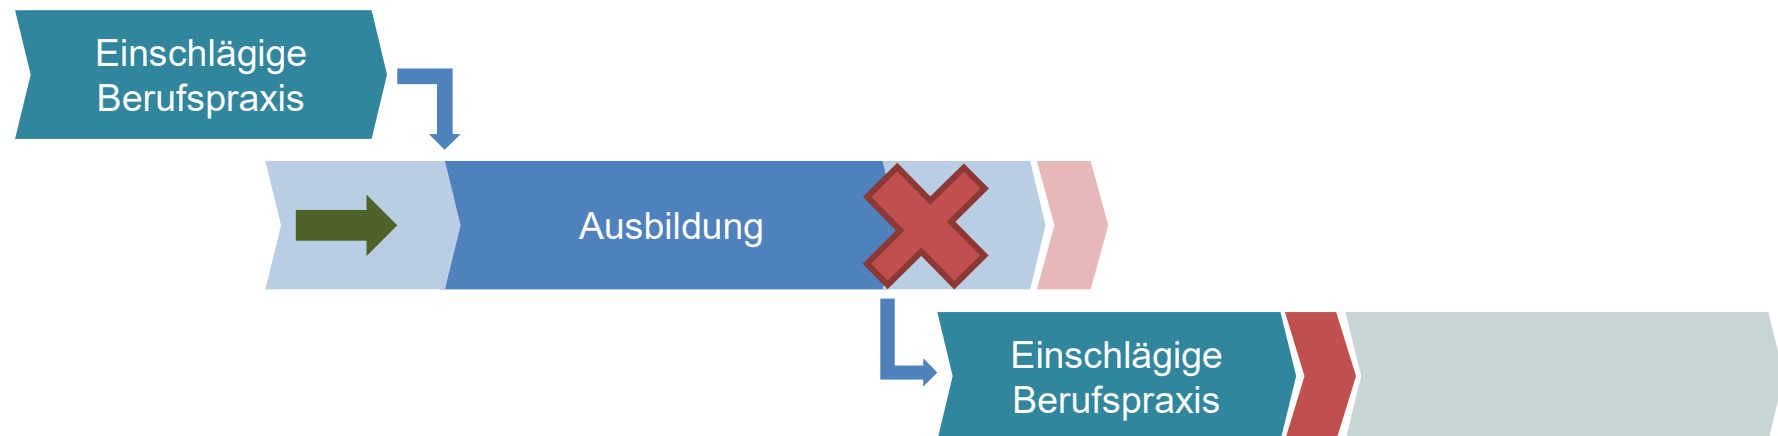 Einschlägige
Berufspraxis
Ausbildung
Einschlägige
Berufspraxis